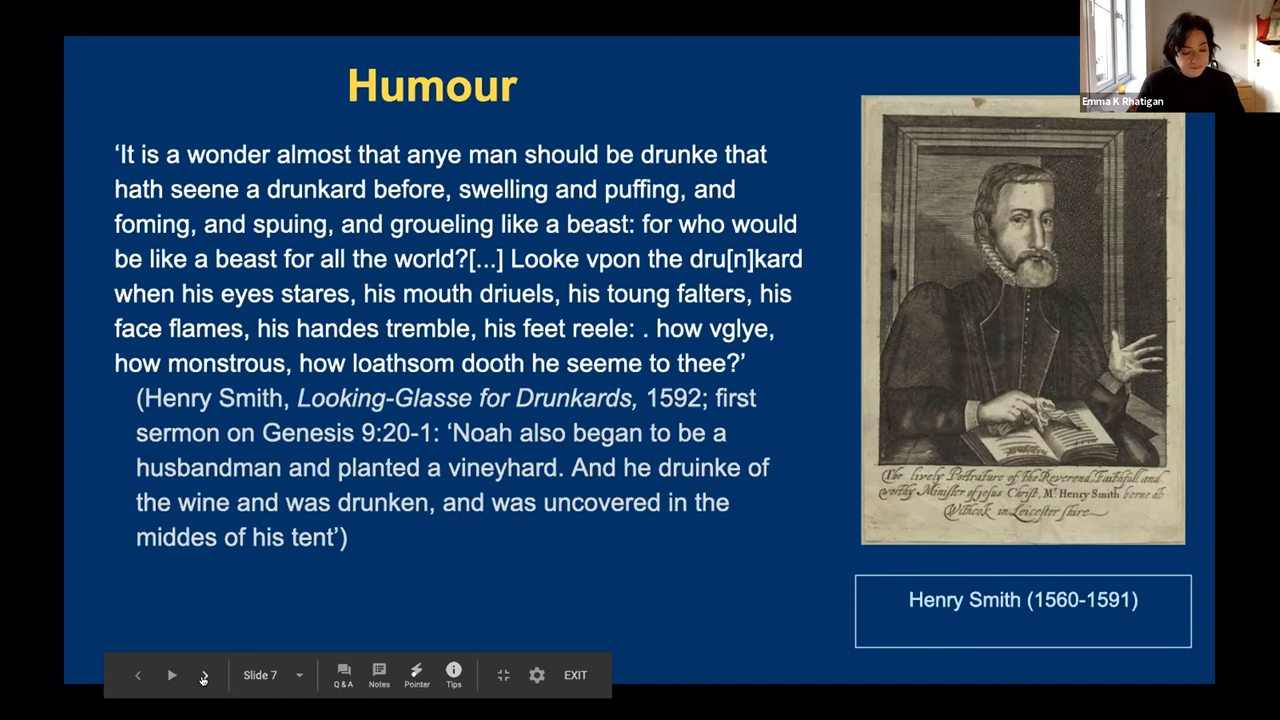 Humour
‘It is a wonder almost that anye man should be drunke that
hath seene a drunkard before, swelling and puffing, and
foming, and spuing, and groueling like a beast: for who would
be like a beast for all the world?[...] Looke vpon the dru[n]kard
when his eyes stares, his mouth driuels, his toung falters, his
face flames, his handes tremble, his feet reele: . how vglye,
how monstrous, how loathsom dooth he seeme to thee?’
(Henry Smith, Looking-Glasse for Drunkards, 1592; first
sermon on Genesis 9:20-1: ‘Noah also began to be a
husbandman and planted a vineyhard. And he druinke of
the wine and was drunken, and was uncovered in the
middes of his tent’)
Emma K Rhatigan
The lively Portrature of the Reverend, Faithfull and
worthy Minister of jesus Christ, Mr Henry Smith borne at
Withcok in Leicester shire
Henry Smith (1560-1591)
Slide 7
Q & A
Notes
Pointer
Tips
EXIT